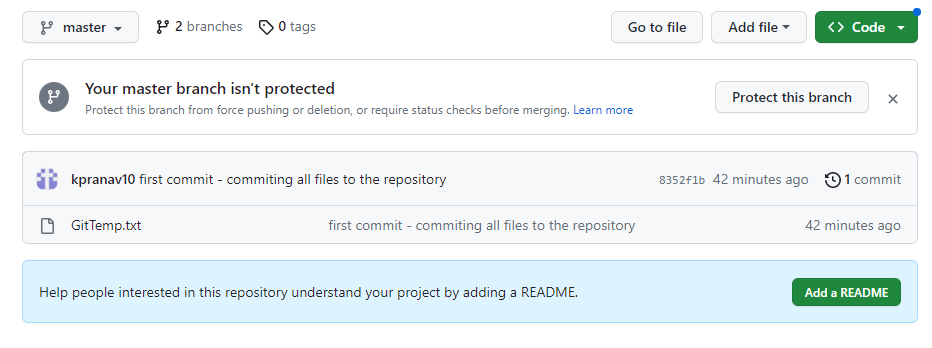 master 2 branches 0 tags Go to file Add file Code
Your master branch isn't protected
Protect this branch from force pushing or deletion, or require status checks before merging. Learn more
Protect this branch
kpranav10 first commit - commiting all files to the repository 8352f1b 42 minutes ago 1 commit
GitTemp.txt first commit - commiting all files to the repository 42 minutes ago
Help people interested in this repository understand your project by adding a README. Add a README